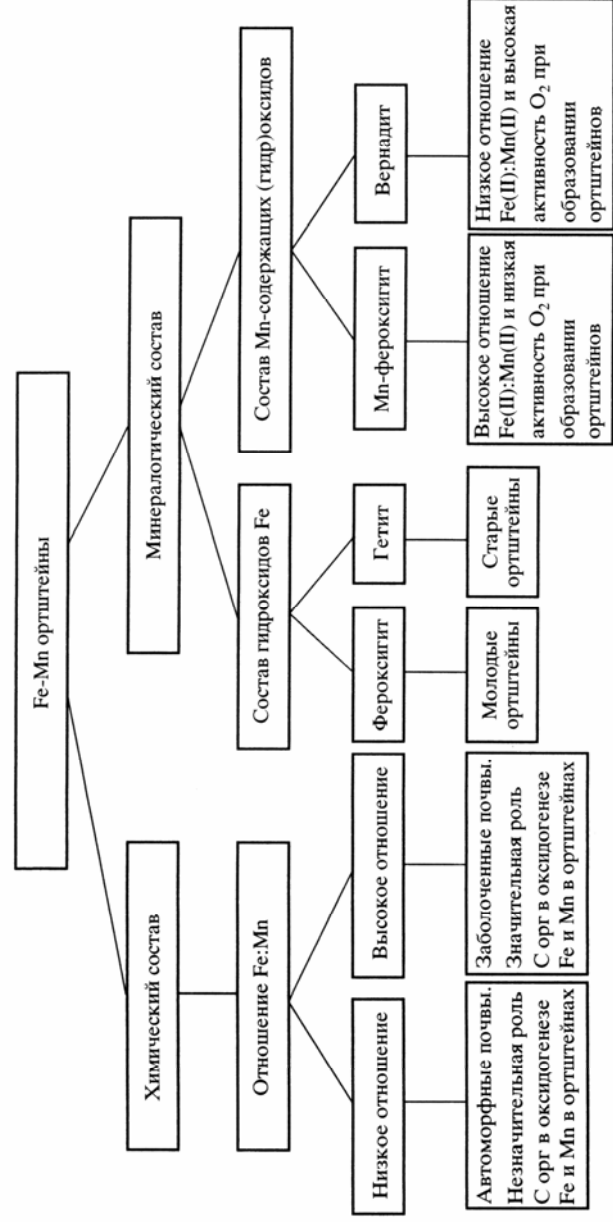 Fe-Mn ортштейны
Химический состав
Минералогический состав
Отношение Fe:Mn
Состав гидроксидов Fe
Состав Mn-содержащих (гидр)оксидов
Низкое отношение
Высокое отношение
Фероксигит
Гетит
Mn-фероксигит
Вернадит
Автоморфные почвы.
Незначительная роль
С орг в оксидогенезе
Fe и Mn в ортштейнах
Заболоченные почвы.
Значительная роль
С орг в оксидогенезе
Fe и Mn в ортштейнах
Молодые
ортштейны
Старые
ортштейны
Высокое отношение
Fe(II):Mn(II) и низкая
активность O₂ при
образовании
ортштейнов
Низкое отношение
Fe(II):Mn(II) и высокая
активность O₂ при
образовании
ортштейнов